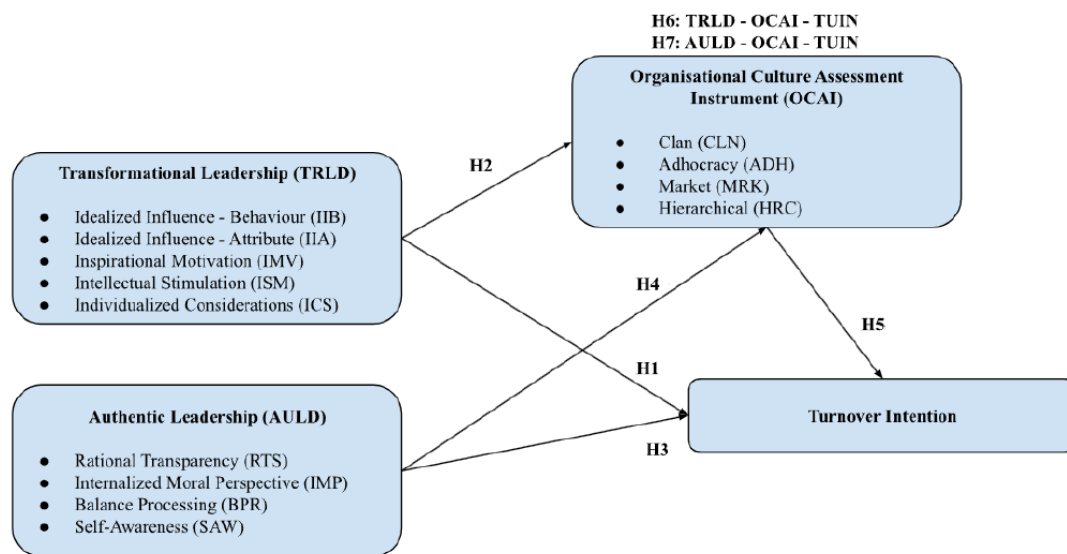 H6: TRLD - OCAI - TUIN
H7: AULD - OCAI - TUIN
Organisational Culture Assessment
Instrument (OCAI)
● Clan (CLN)
● Adhocracy (ADH)
● Market (MRK)
● Hierarchical (HRC)
H2
Transformational Leadership (TRLD)
● Idealized Influence - Behaviour (IIB)
● Idealized Influence - Attribute (IIA)
● Inspirational Motivation (IMV)
● Intellectual Stimulation (ISM)
● Individualized Considerations (ICS)
H4
H5
H1
Authentic Leadership (AULD)
● Rational Transparency (RTS)
● Internalized Moral Perspective (IMP)
● Balance Processing (BPR)
● Self-Awareness (SAW)
H3
Turnover Intention